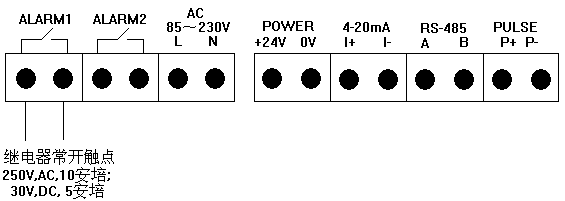 ALARM1 ALARM2 AC POWER 4-20mA RS-485 PULSE
85～230V
L N +24V 0V I+ I- A B P+ P-
继电器常开触点
250V,AC,10安培;
30V,DC, 5安培